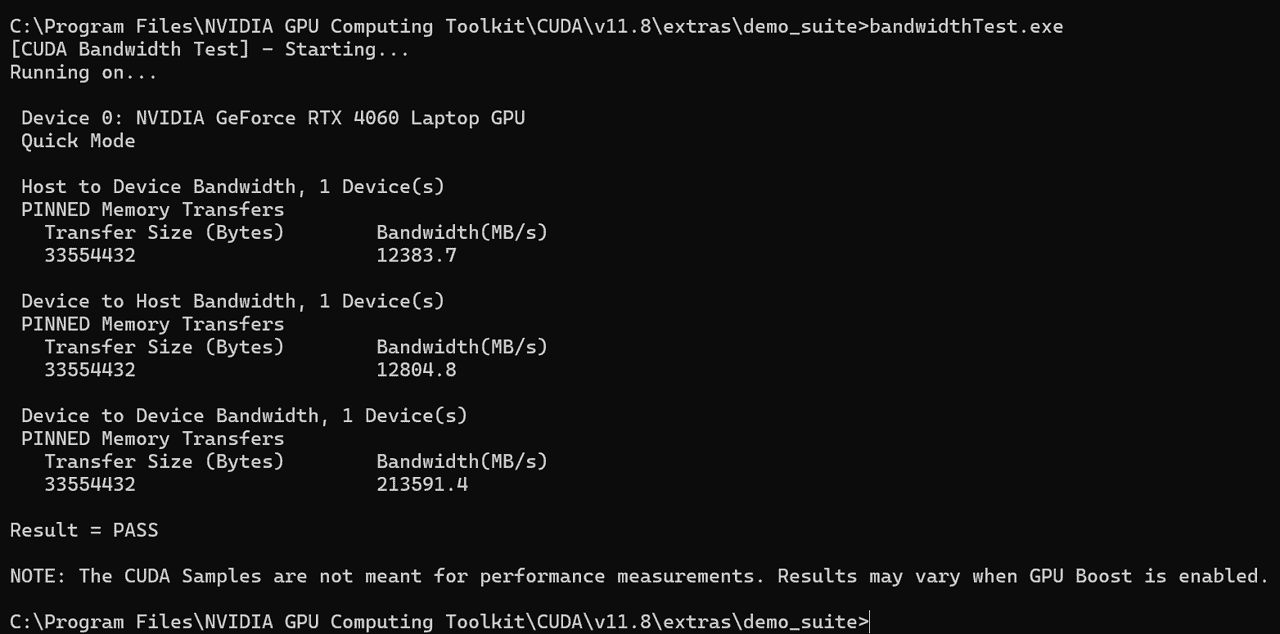 C:\Program Files\NVIDIA GPU Computing Toolkit\CUDA\v11.8\extras\demo_suite>bandwidthTest.exe
[CUDA Bandwidth Test] - Starting...
Running on...
Device 0: NVIDIA GeForce RTX 4060 Laptop GPU
Quick Mode
Host to Device Bandwidth, 1 Device(s)
PINNED Memory Transfers
Transfer Size (Bytes) Bandwidth(MB/s)
33554432 12383.7
Device to Host Bandwidth, 1 Device(s)
PINNED Memory Transfers
Transfer Size (Bytes) Bandwidth(MB/s)
33554432 12804.8
Device to Device Bandwidth, 1 Device(s)
PINNED Memory Transfers
Transfer Size (Bytes) Bandwidth(MB/s)
33554432 213591.4
Result = PASS
NOTE: The CUDA Samples are not meant for performance measurements. Results may vary when GPU Boost is enabled.
C:\Program Files\NVIDIA GPU Computing Toolkit\CUDA\v11.8\extras\demo_suite>